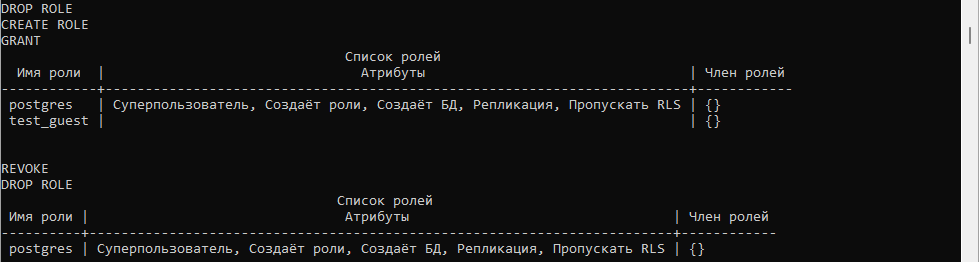 DROP ROLE
CREATE ROLE
GRANT
                                           Список ролей
  Имя роли  |                                Атрибуты                                 | Член ролей
------------+-------------------------------------------------------------------------+------------
 postgres   | Суперпользователь, Создаёт роли, Создаёт БД, Репликация, Пропускать RLS | {}
 test_guest |                                                                         | {}
REVOKE
DROP ROLE
                                          Список ролей
 Имя роли |                                Атрибуты                                 | Член ролей
----------+-------------------------------------------------------------------------+------------
 postgres | Суперпользователь, Создаёт роли, Создаёт БД, Репликация, Пропускать RLS | {}